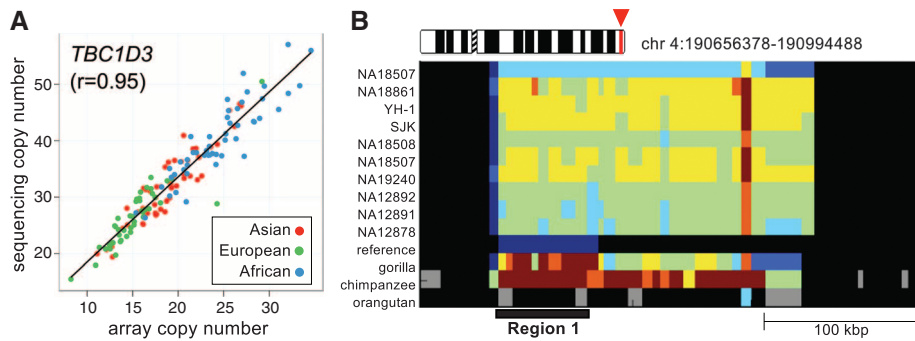 A
TBC1D3
(r=0.95)
sequencing copy number
50
40
30
20
Asian
European
African
10
15
20
25
30
array copy number
B
chr 4:190656378-190994488
NA18507
NA18861
YH-1
SJK
NA18508
NA18507
NA19240
NA12892
NA12891
NA12878
reference
gorilla
chimpanzee
orangutan
Region 1
100 kbp